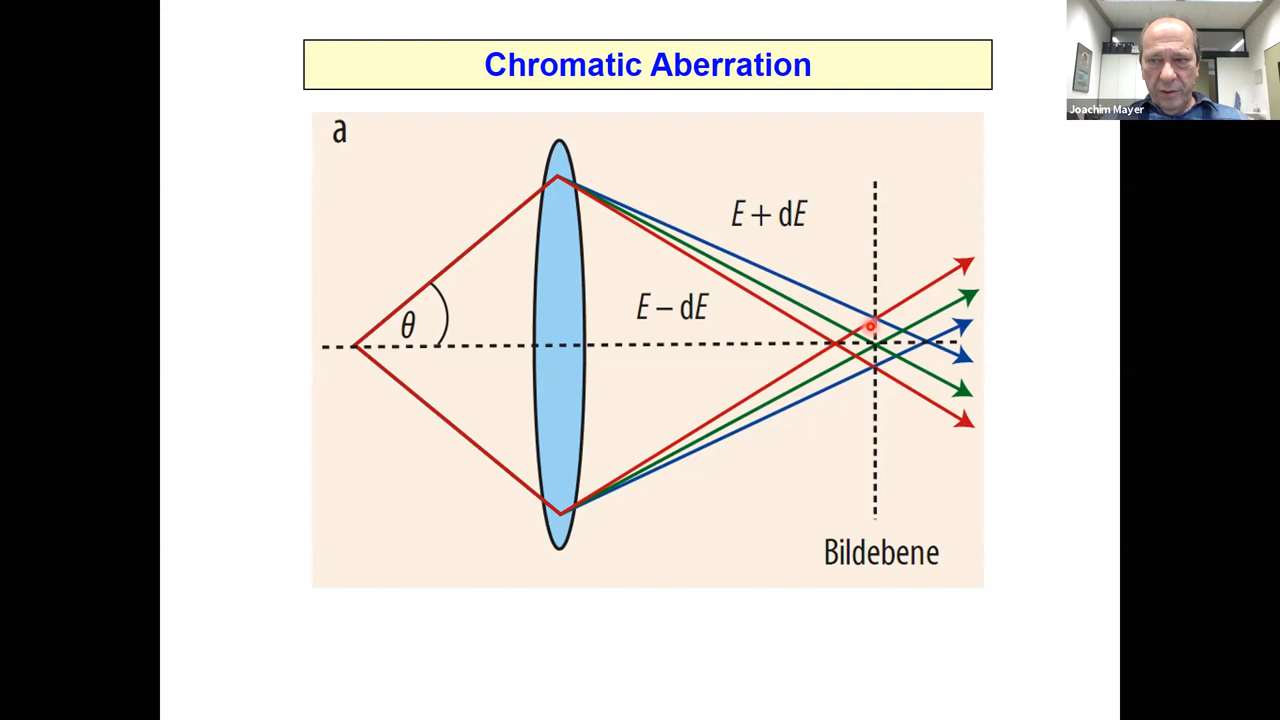 Chromatic Aberration
Joachim Mayer
a
E + dE
E – dE
θ
Bildebene